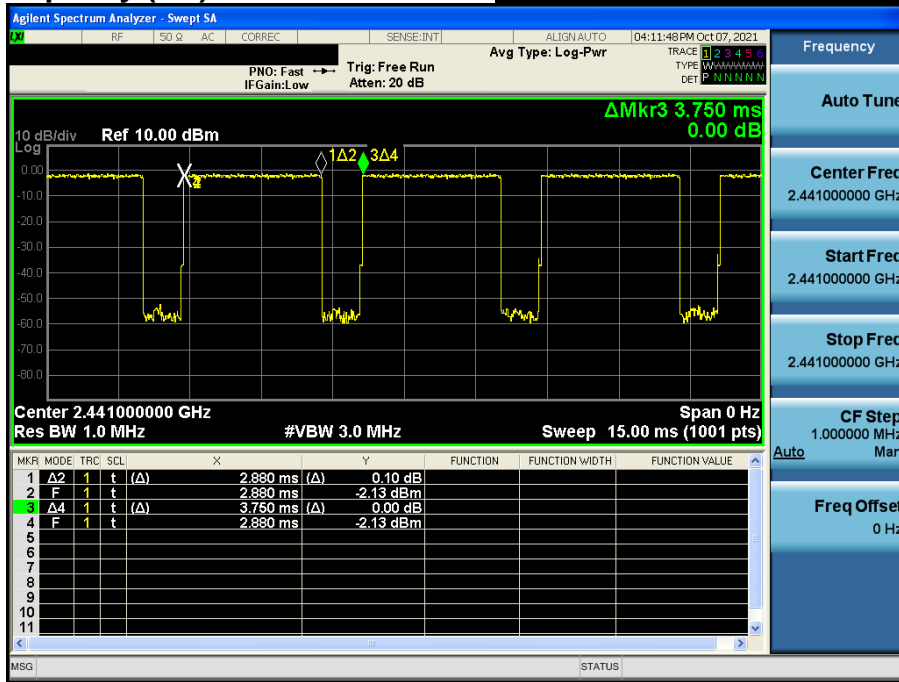 Agilent Spectrum Analyzer - Swept SA
LXI RF 50 Ω AC CORREC SENSE:INT ALIGN AUTO 04:11:48 PM Oct 07, 2021
Frequency
Avg Type: Log-Pwr
TRACE 1 2 3 4 5 6
TYPE WWWWWW
DET P N N N N N
PNO: Fast Trig: Free Run
IFGain:Low Atten: 20 dB
Auto Tune
ΔMkr3 3.750 ms
0.00 dB
10 dB/div Ref 10.00 dBm
Log
1Δ2 3Δ4
0.00
-10.0
-20.0
-30.0
-40.0
-50.0
-60.0
-70.0
-80.0
Center Freq
2.441000000 GHz
Start Freq
2.441000000 GHz
Stop Freq
2.441000000 GHz
Center 2.441000000 GHz Span 0 Hz
Res BW 1.0 MHz #VBW 3.0 MHz Sweep 15.00 ms (1001 pts)
CF Step
1.000000 MHz
Auto Man
MKR MODE TRC SCL X Y FUNCTION FUNCTION WIDTH FUNCTION VALUE
1 Δ2 1 t (Δ) 2.880 ms (Δ) 0.10 dB
2 F 1 t 2.880 ms -2.13 dBm
3 Δ4 1 t (Δ) 3.750 ms (Δ) 0.00 dB
4 F 1 t 2.880 ms -2.13 dBm
5
6
7
8
9
10
11
Freq Offset
0 Hz
MSG STATUS